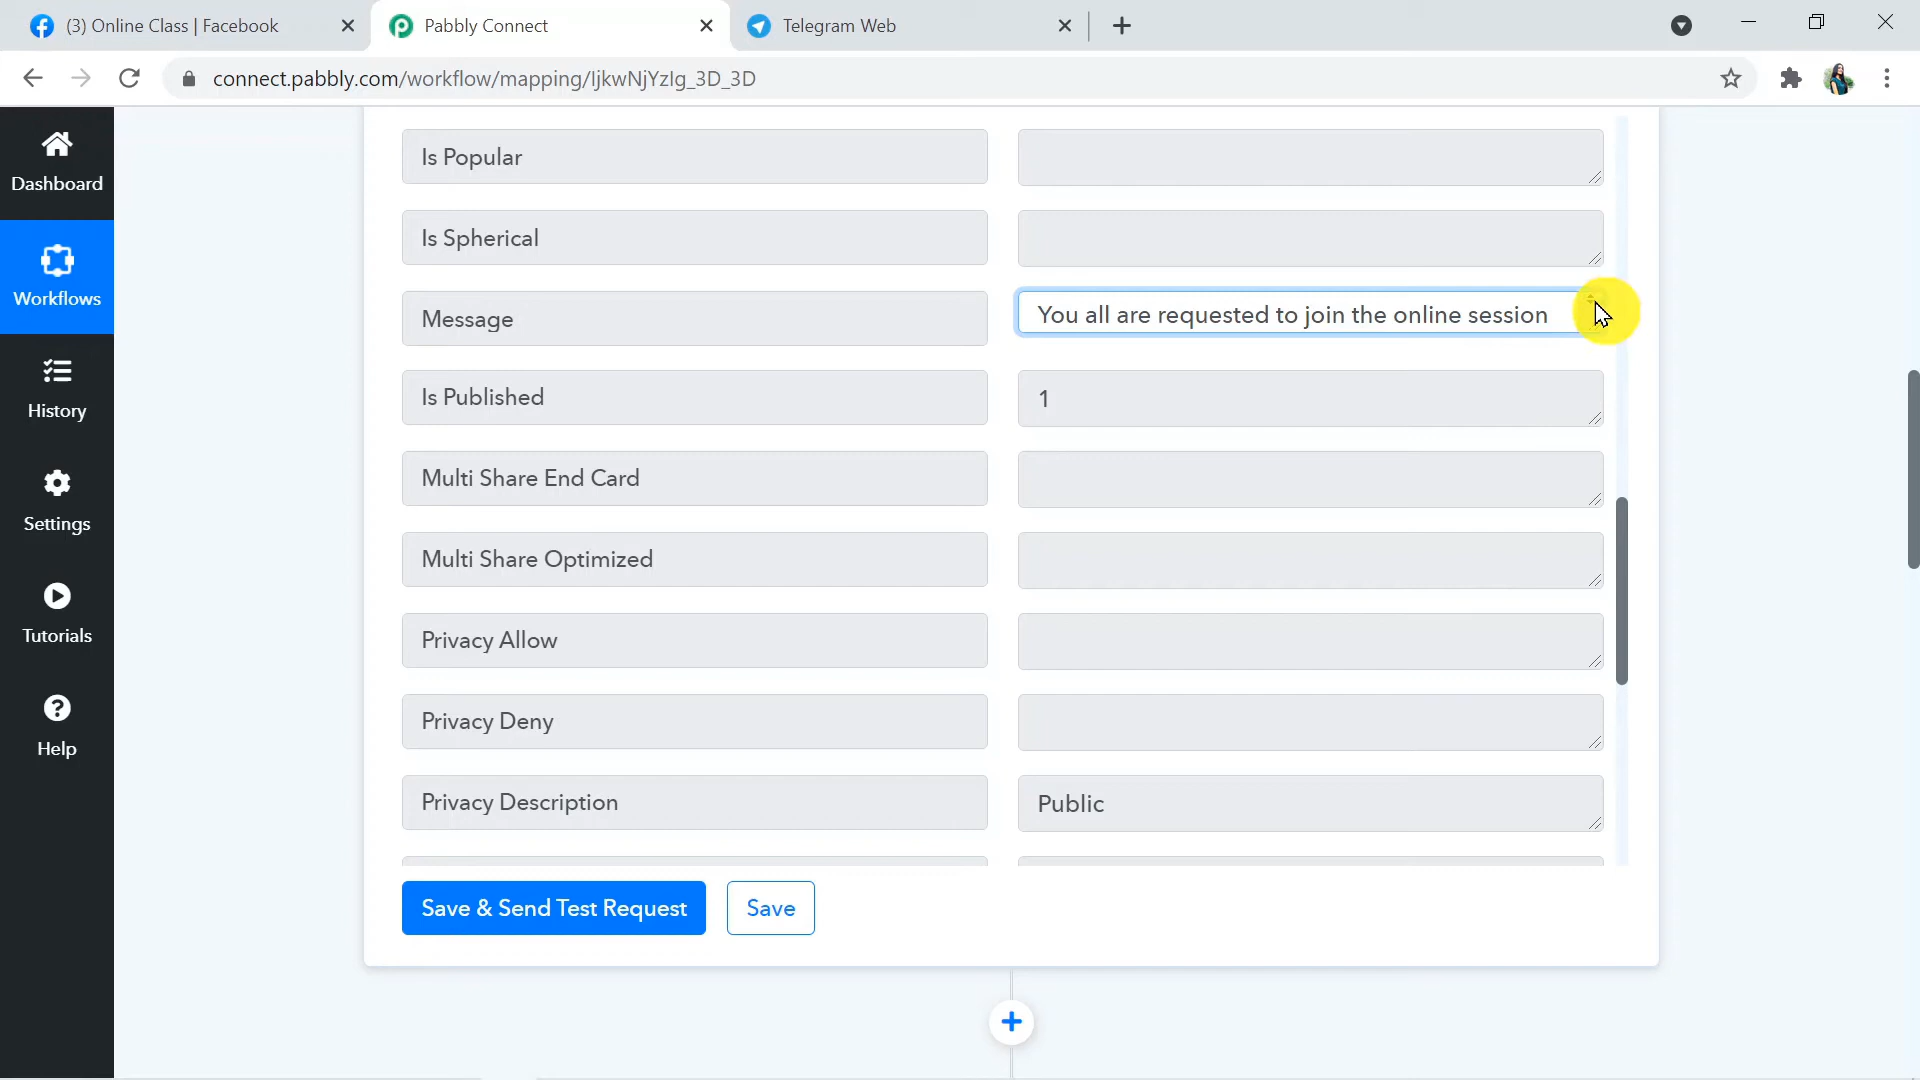 (3) Online Class | Facebook
Pabbly Connect
Telegram Web
connect.pabbly.com/workflow/mapping/IjkwNjYzIg_3D_3D
Dashboard
Workflows
History
Settings
Tutorials
Help
Is Popular
Is Spherical
Message
You all are requested to join the online session
Is Published
1
Multi Share End Card
Multi Share Optimized
Privacy Allow
Privacy Deny
Privacy Description
Public
Save & Send Test Request
Save